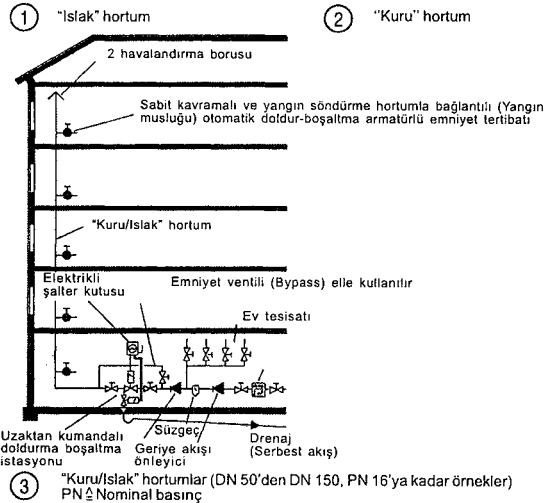 1 "Islak" hortum
2 "Kuru" hortum
2 havalandırma borusu
Sabit kavramalı ve yangın söndürme hortumla bağlantılı (Yangın
musluğu) otomatik doldur-boşaltma armatürlü emniyet tertibatı
"Kuru/Islak" hortum
Elektrikli
şalter kutusu
Emniyet ventili (Bypass) elle kullanılır
Ev tesisatı
Uzaktan kumandalı
doldurma boşaltma
istasyonu
Süzgeç
Geriye akışı
önleyici
Drenaj
(Serbest akış)
3 "Kuru/Islak" hortumlar (DN 50'den DN 150, PN 16'ya kadar örnekler)
PN ≙ Nominal basınç